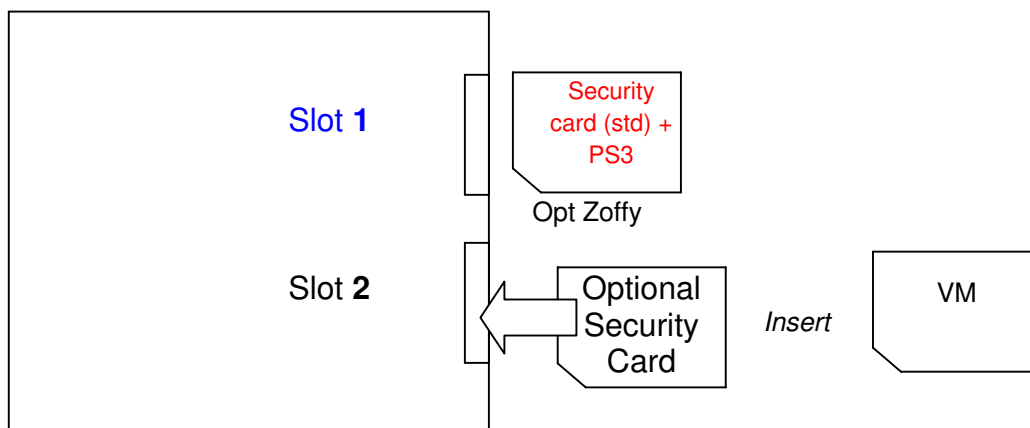 Slot 1
Security
card (std) +
PS3
Opt Zoffy
Slot 2
Optional
Security
Card
Insert
VM